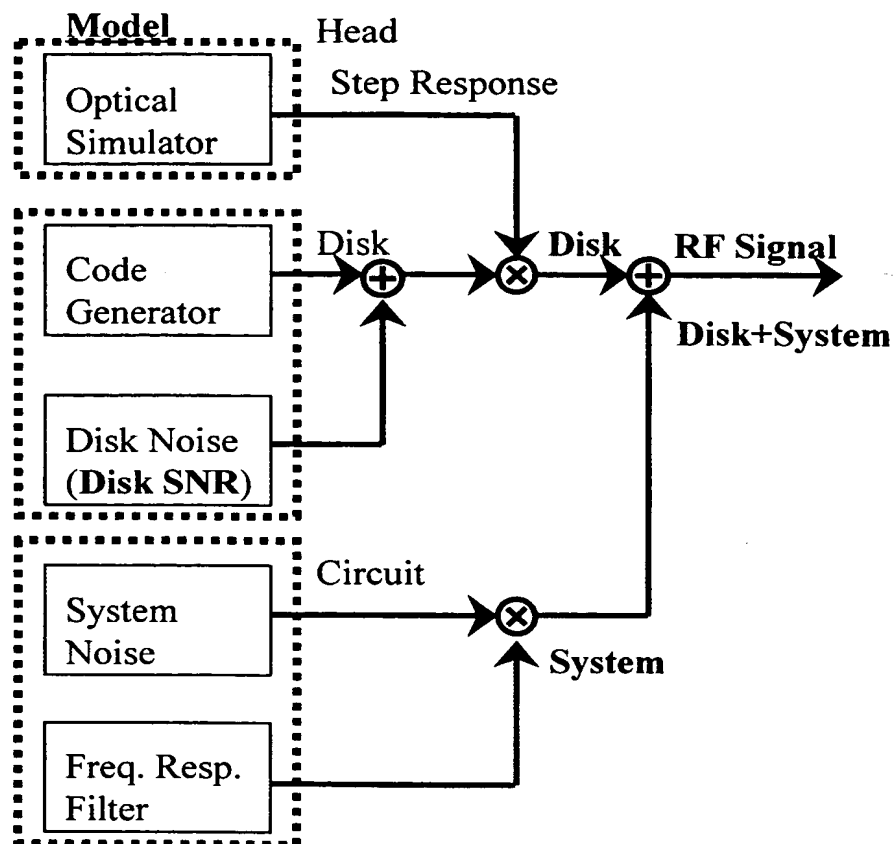 Model
Head
Step Response
Optical
Simulator
Disk
Code
Generator
Disk
RF Signal
Disk+System
Disk Noise
(Disk SNR)
Circuit
System
Noise
System
Freq. Resp.
Filter